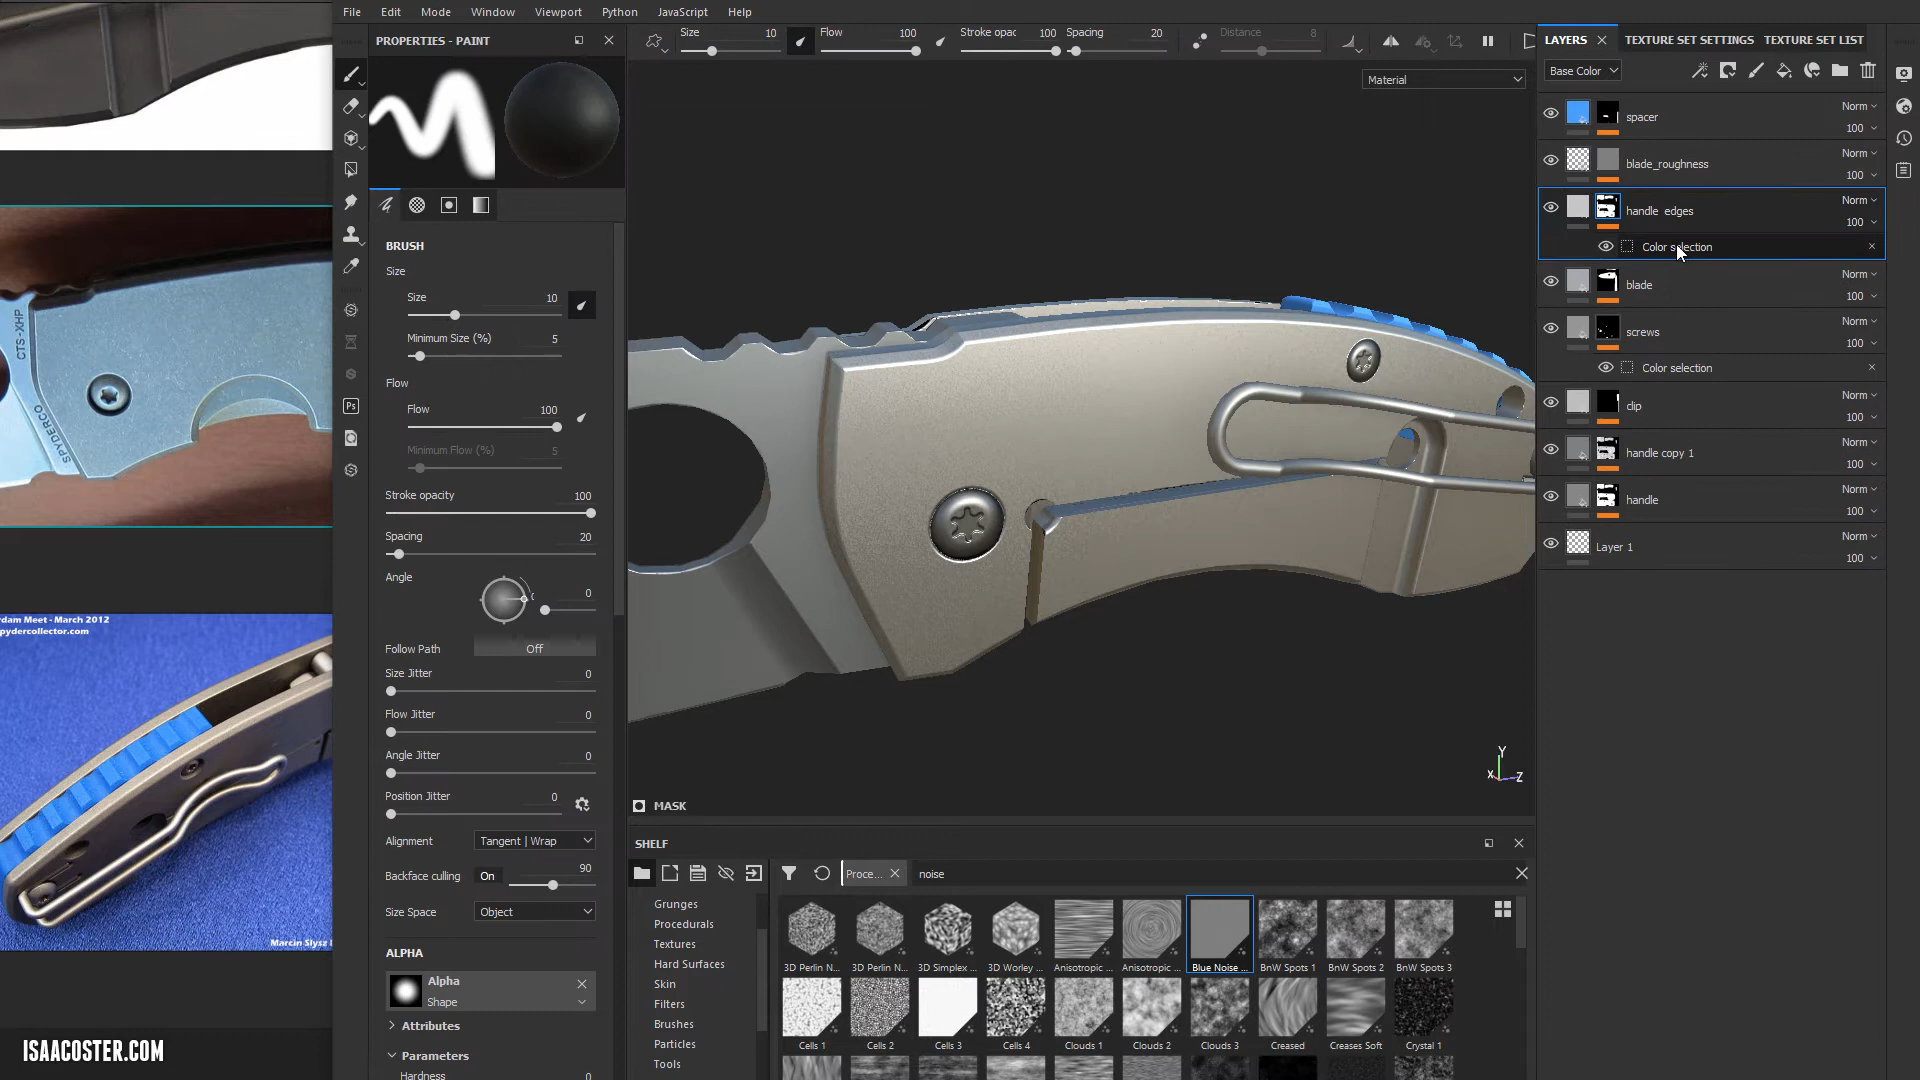 File Edit Mode Window Viewport Python JavaScript Help
PROPERTIES - PAINT
BRUSH
Size
Size 10
Minimum Size (%) 5
Flow
Flow 100
Minimum Flow (%) 5
Stroke opacity 100
Spacing 20
Angle 0
Follow Path Off
Size Jitter 0
Flow Jitter 0
Angle Jitter 0
Position Jitter 0
Alignment Tangent | Wrap
Backface culling On 90
Size Space Object
ALPHA
Alpha
Shape
Attributes
Parameters
Hardness 0
Size 10 Flow 100 Stroke opac 100 Spacing 20 Distance 8
Material
Y
X Z
MASK
SHELF
Proce... noise
Grunges
Procedurals
Textures
Hard Surfaces
Skin
Filters
Brushes
Particles
Tools
3D Perlin N... 3D Perlin N... 3D Simplex ... 3D Worley ... Anisotropic ... Anisotropic ... Blue Noise ... BnW Spots 1 BnW Spots 2 BnW Spots 3
Cells 1 Cells 2 Cells 3 Cells 4 Clouds 1 Clouds 2 Clouds 3 Creased Creases Soft Crystal 1
LAYERS TEXTURE SET SETTINGS TEXTURE SET LIST
Base Color
spacer Norm 100
blade_roughness Norm 100
handle_edges Norm 100
Color selection
blade Norm 100
screws Norm 100
Color selection
clip Norm 100
handle copy 1 Norm 100
handle Norm 100
Layer 1 Norm 100
Ps
CTS-XHP
SPYDERCO
rdam Meet - March 2012
pydercollector.com
Marcin Slysz
ISAACOSTER.COM